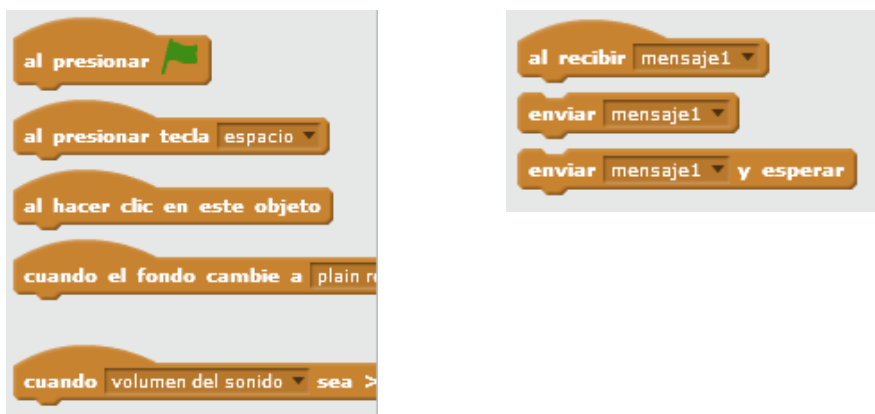 al presionar
al presionar tecla espacio
al hacer clic en este objeto
cuando el fondo cambie a plain
cuando volumen del sonido sea >
al recibir mensaje1
enviar mensaje1
enviar mensaje1 y esperar